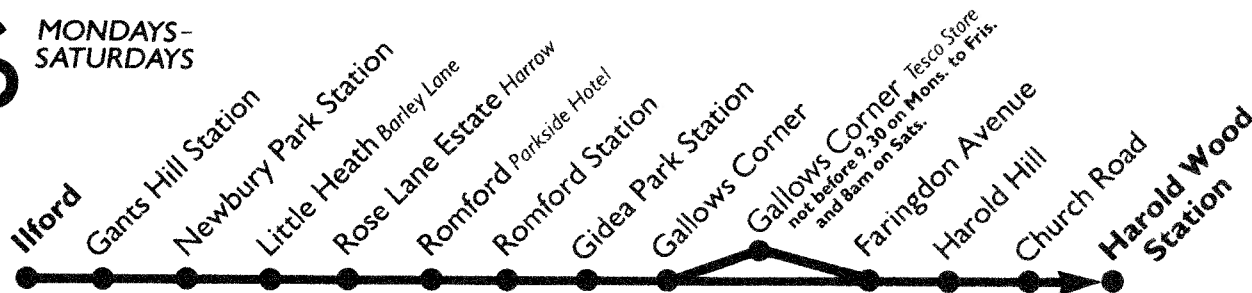 MONDAYS–
SATURDAYS
Ilford
Gants Hill Station
Newbury Park Station
Little Heath Barley Lane
Rose Lane Estate Harrow
Romford Parkside Hotel
Romford Station
Gidea Park Station
Gallows Corner
Gallows Corner Tesco Store
not before 9.30 on Mons. to Fris.
and 8am on Sats.
Faringdon Avenue
Harold Hill
Church Road
Harold Wood
Station